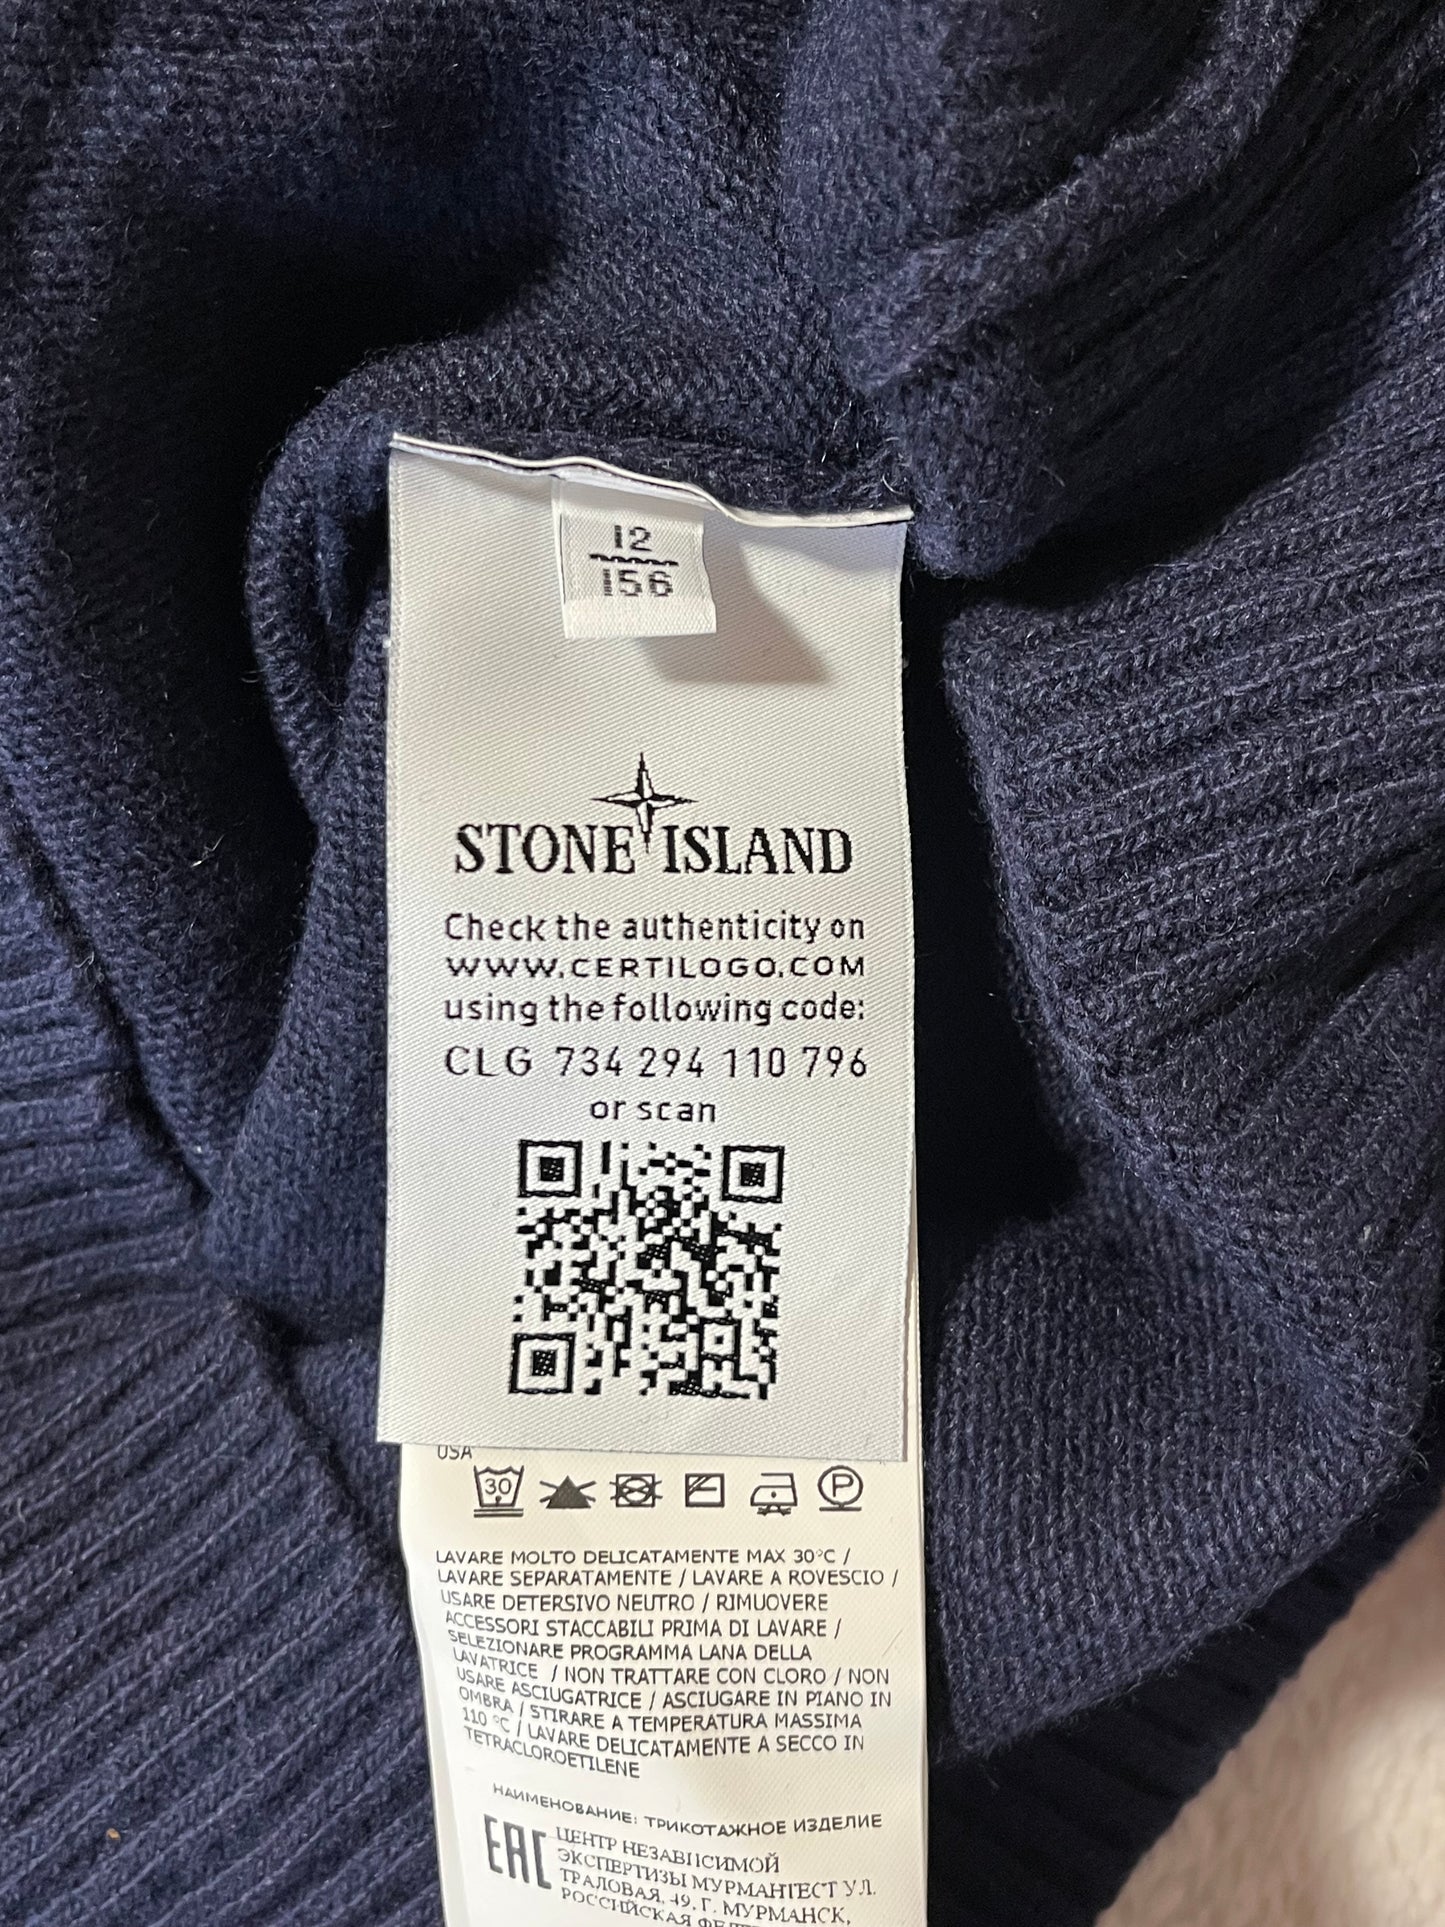 12
156
STONE ISLAND
Check the authenticity on
WWW.CERTILOGO.COM
using the following code:
CLG 734 294 110 796
or scan
USA
30
P
LAVARE MOLTO DELICATAMENTE MAX 30°C /
LAVARE SEPARATAMENTE / LAVARE A ROVESCIO /
USARE DETERSIVO NEUTRO / RIMUOVERE
ACCESSORI STACCABILI PRIMA DI LAVARE /
SELEZIONARE PROGRAMMA LANA DELLA
LAVATRICE / NON TRATTARE CON CLORO / NON
USARE ASCIUGATRICE / ASCIUGARE IN PIANO IN
OMBRA / STIRARE A TEMPERATURA MASSIMA
110 °C / LAVARE DELICATAMENTE A SECCO IN
TETRACLOROETILENE
НАИМЕНОВАНИЕ: ТРИКОТАЖНОЕ ИЗДЕЛИЕ
EAC
ЦЕНТР НЕЗАВИСИМОЙ
ЭКСПЕРТИЗЫ МУРМАНТЕСТ УЛ.
ТРАЛОВАЯ, 49, Г. МУРМАНСК,
РОССИЙСКАЯ